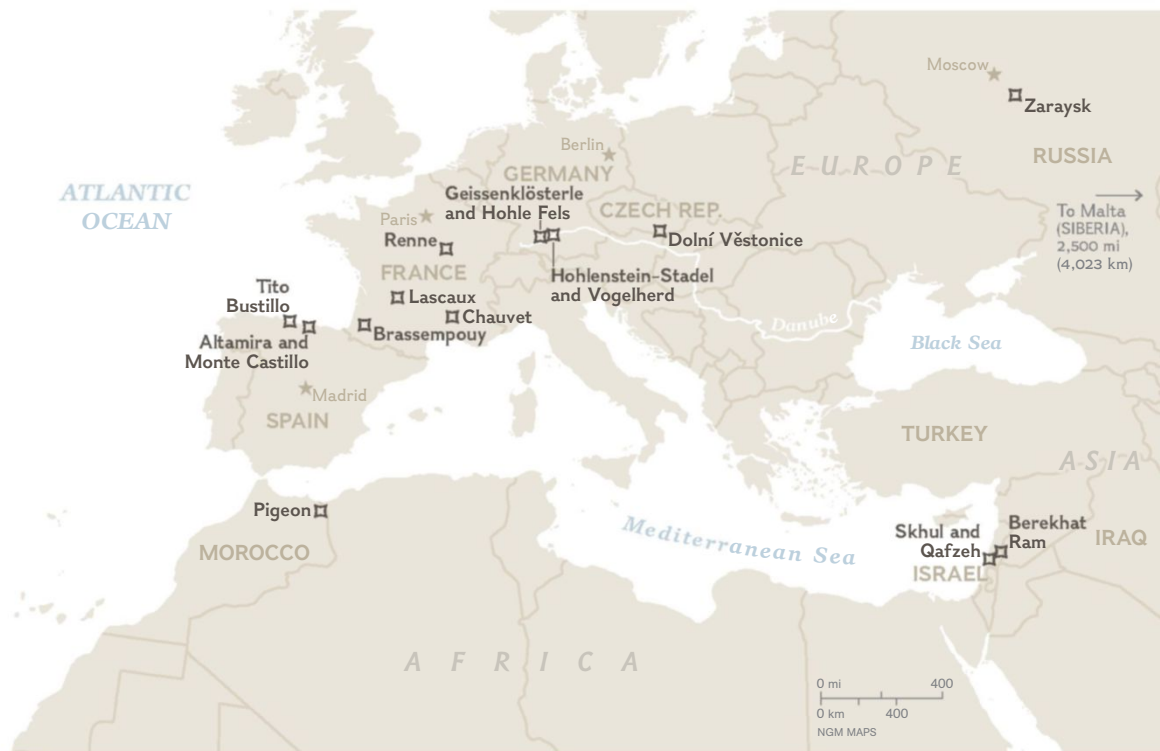 Moscow
Zaraysk
RUSSIA
EUROPE
Berlin
GERMANY
ATLANTIC
OCEAN
Geissenklösterle
and Hohle Fels
CZECH REP.
Paris
Renne
Dolní Věstonice
To Malta
(SIBERIA),
2,500 mi
(4,023 km)
FRANCE
Hohlenstein-Stadel
and Vogelherd
Tito
Bustillo
Lascaux
Chauvet
Brassempouy
Danube
Altamira and
Monte Castillo
Black Sea
Madrid
SPAIN
TURKEY
ASIA
Pigeon
MOROCCO
Mediterranean Sea
Skhul and
Qafzeh
Berekhat
Ram
IRAQ
ISRAEL
AFRICA
0 mi 400
0 km 400
NGM MAPS